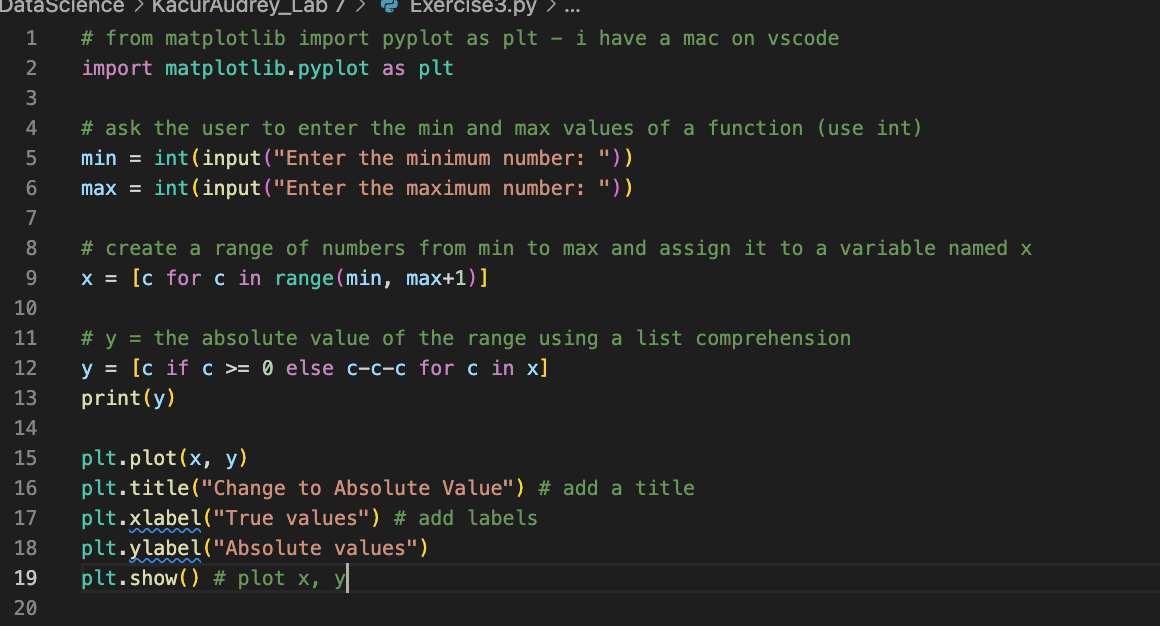 DataScience > KacurAudrey_Lab 7 > Exercise3.py > ...
1 # from matplotlib import pyplot as plt – i have a mac on vscode
2 import matplotlib.pyplot as plt
3
4 # ask the user to enter the min and max values of a function (use int)
5 min = int(input("Enter the minimum number: "))
6 max = int(input("Enter the maximum number: "))
7
8 # create a range of numbers from min to max and assign it to a variable named x
9 x = [c for c in range(min, max+1)]
10
11 # y = the absolute value of the range using a list comprehension
12 y = [c if c >= 0 else c-c-c for c in x]
13 print(y)
14
15 plt.plot(x, y)
16 plt.title("Change to Absolute Value") # add a title
17 plt.xlabel("True values") # add labels
18 plt.ylabel("Absolute values")
19 plt.show() # plot x, y
20